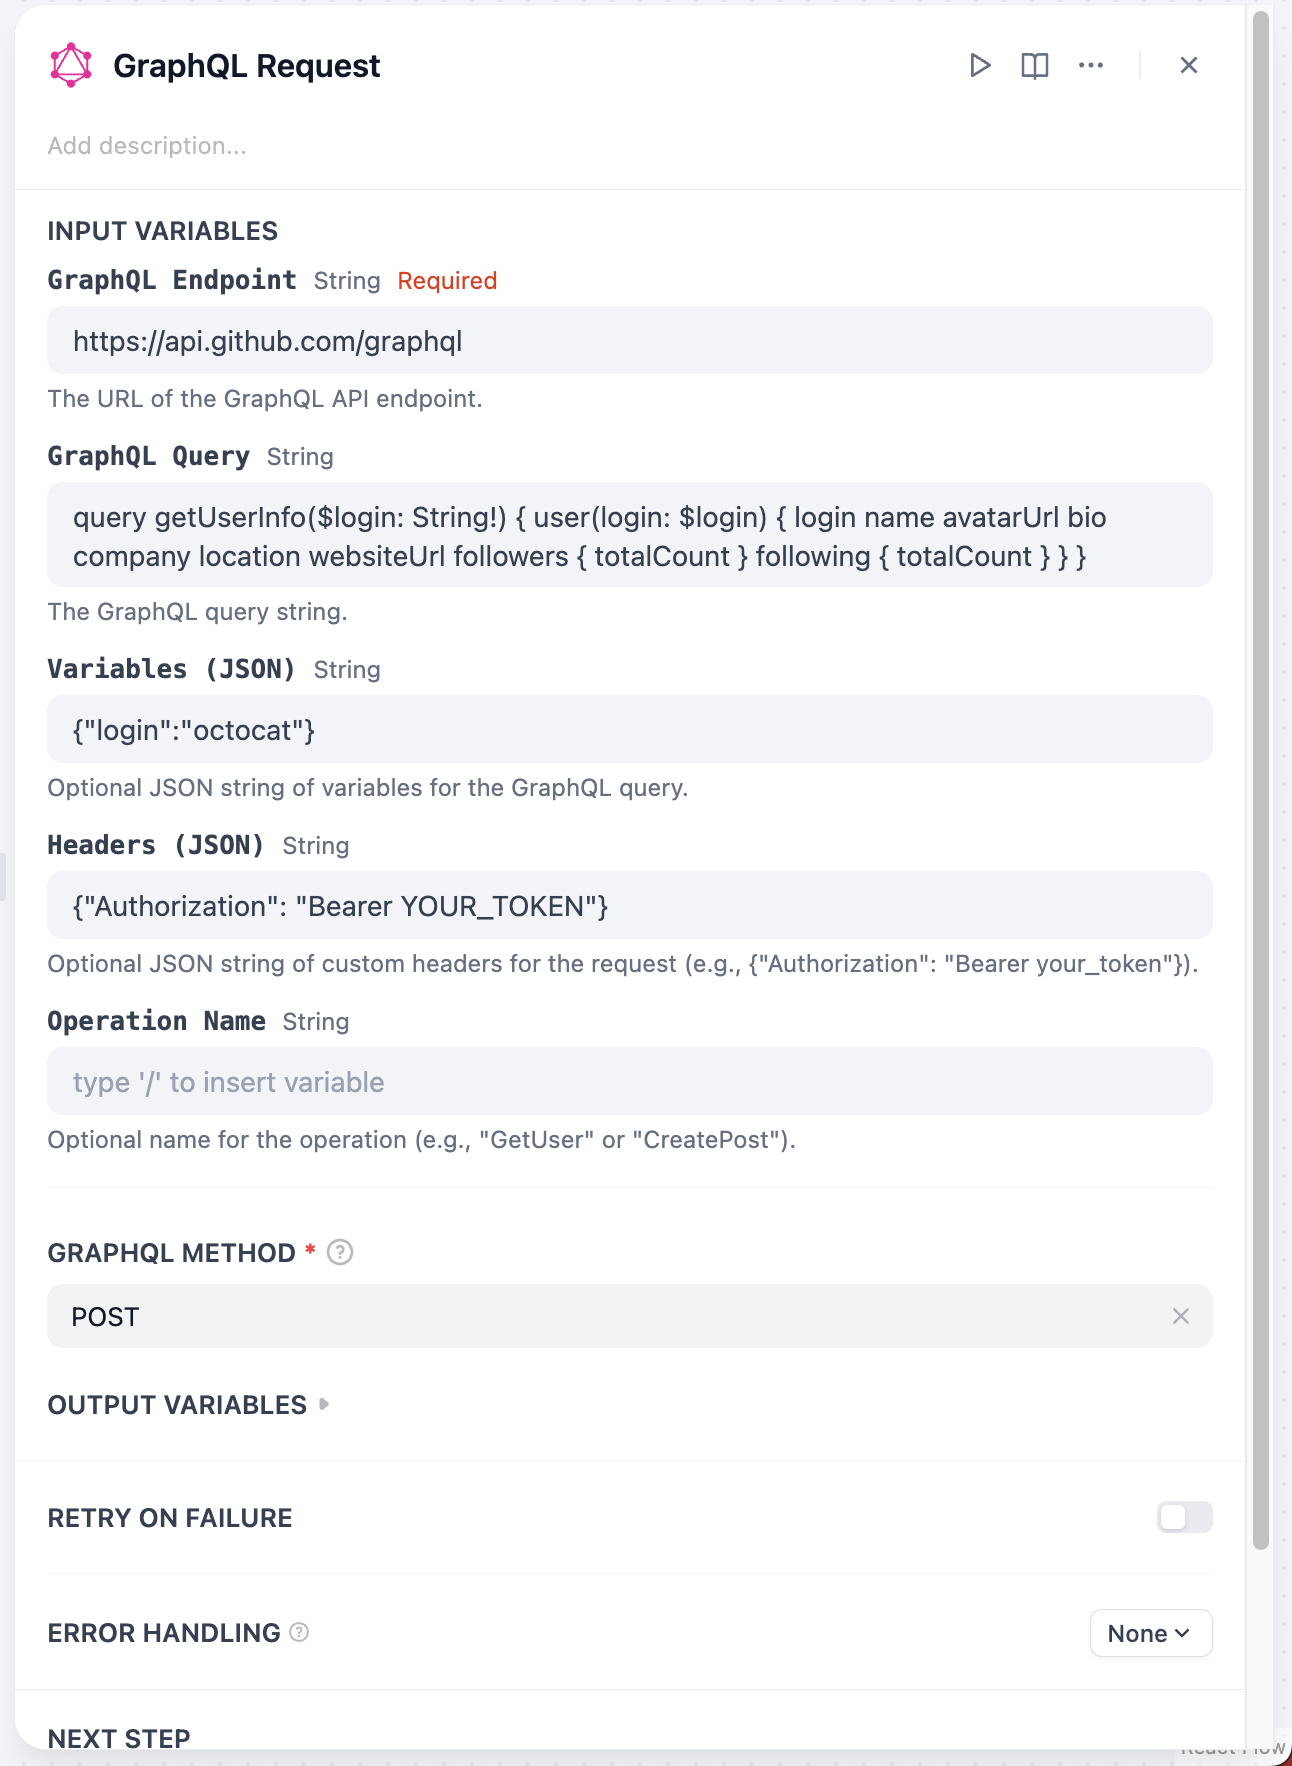 GraphQL Request
Add description...
INPUT VARIABLES
GraphQL Endpoint String Required
https://api.github.com/graphql
The URL of the GraphQL API endpoint.
GraphQL Query String
query getUserInfo($login: String!) { user(login: $login) { login name avatarUrl bio
company location websiteUrl followers { totalCount } following { totalCount } } }
The GraphQL query string.
Variables (JSON) String
{"login":"octocat"}
Optional JSON string of variables for the GraphQL query.
Headers (JSON) String
{"Authorization": "Bearer YOUR_TOKEN"}
Optional JSON string of custom headers for the request (e.g., {"Authorization": "Bearer your_token"}).
Operation Name String
type '/' to insert variable
Optional name for the operation (e.g., "GetUser" or "CreatePost").
GRAPHQL METHOD *
POST
OUTPUT VARIABLES
RETRY ON FAILURE
ERROR HANDLING
None
NEXT STEP
React Flow